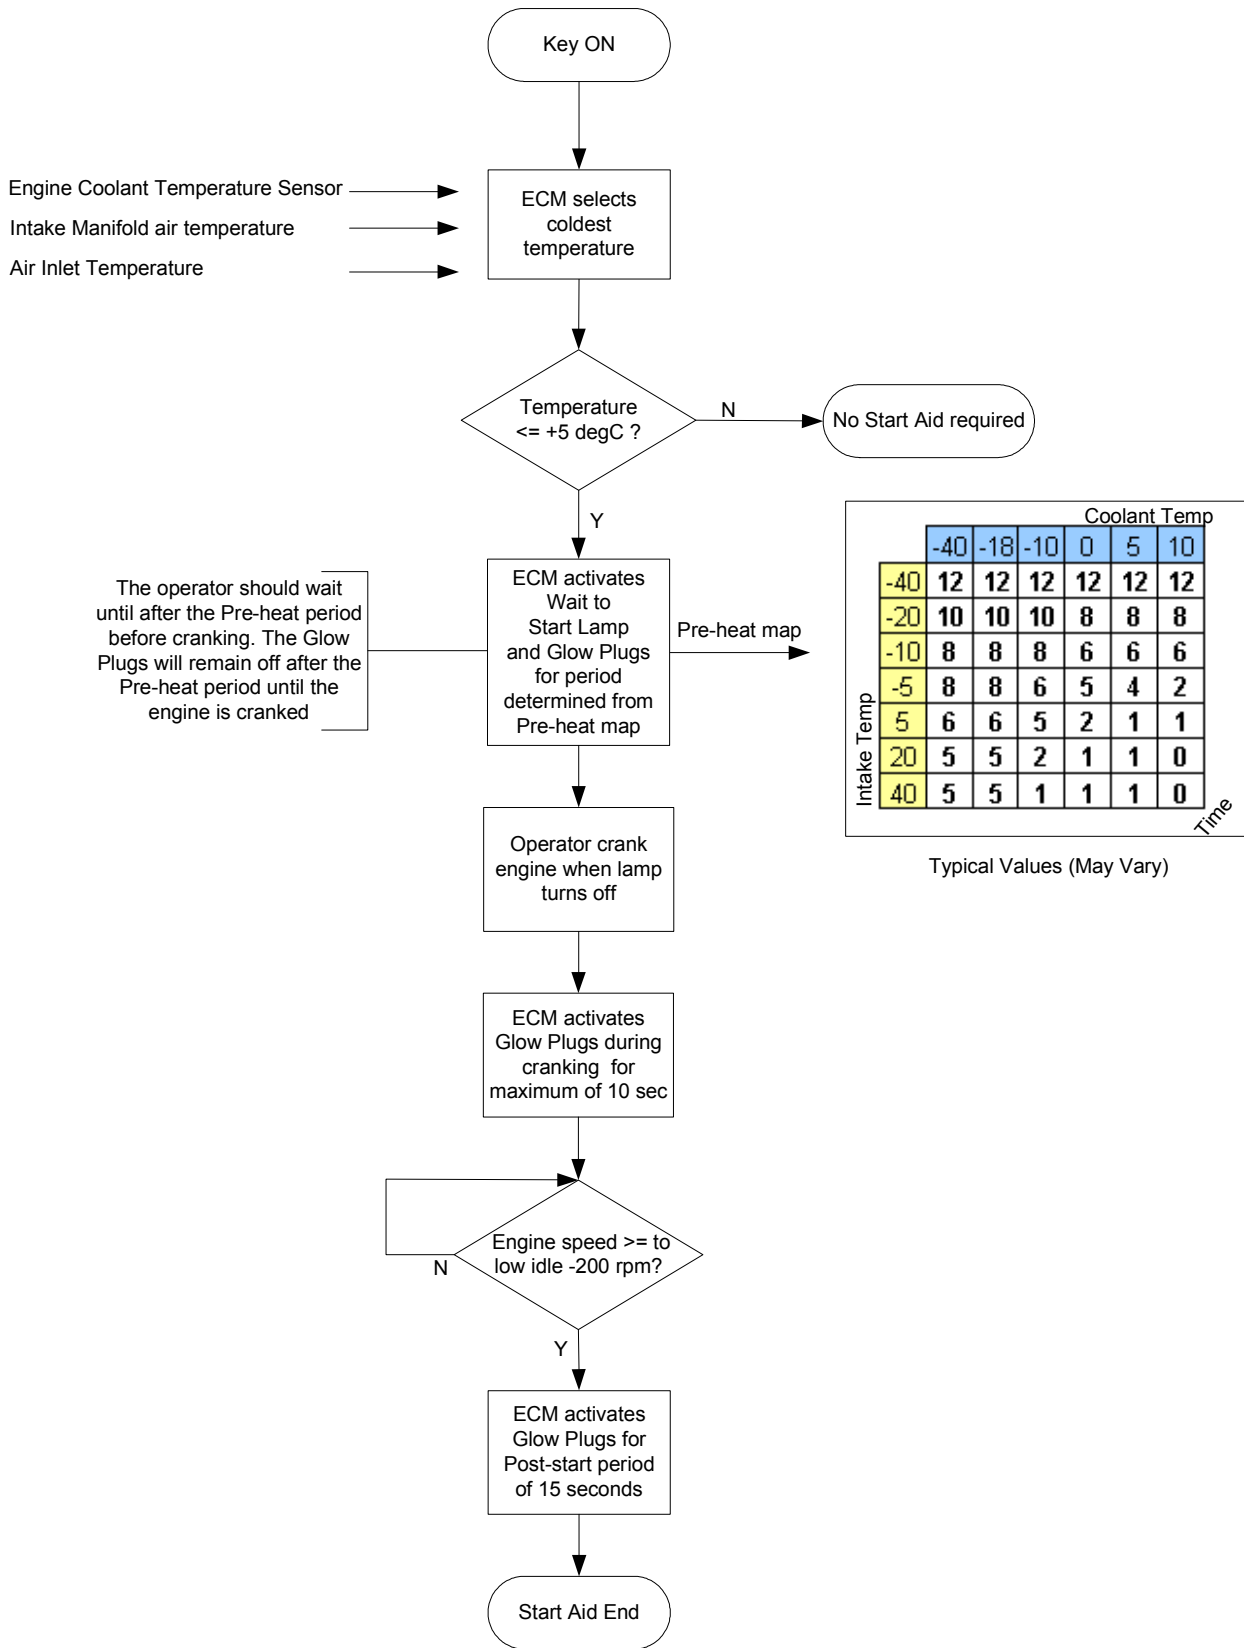 Key ON
Engine Coolant Temperature Sensor
Intake Manifold air temperature
Air Inlet Temperature
ECM selects
coldest
temperature
Temperature
<= +5 degC ?
N
No Start Aid required
Y
The operator should wait
until after the Pre-heat period
before cranking. The Glow
Plugs will remain off after the
Pre-heat period until the
engine is cranked
ECM activates
Wait to
Start Lamp
and Glow Plugs
for period
determined from
Pre-heat map
Pre-heat map
Coolant Temp
-40 -18 -10 0 5 10
-40 12 12 12 12 12 12
-20 10 10 10 8 8 8
-10 8 8 8 6 6 6
-5 8 8 6 5 4 2
5 6 6 5 2 1 1
20 5 5 2 1 1 0
40 5 5 1 1 1 0
Intake Temp
Time
Typical Values (May Vary)
Operator crank
engine when lamp
turns off
ECM activates
Glow Plugs during
cranking for
maximum of 10 sec
Engine speed >= to
low idle -200 rpm?
N
Y
ECM activates
Glow Plugs for
Post-start period
of 15 seconds
Start Aid End